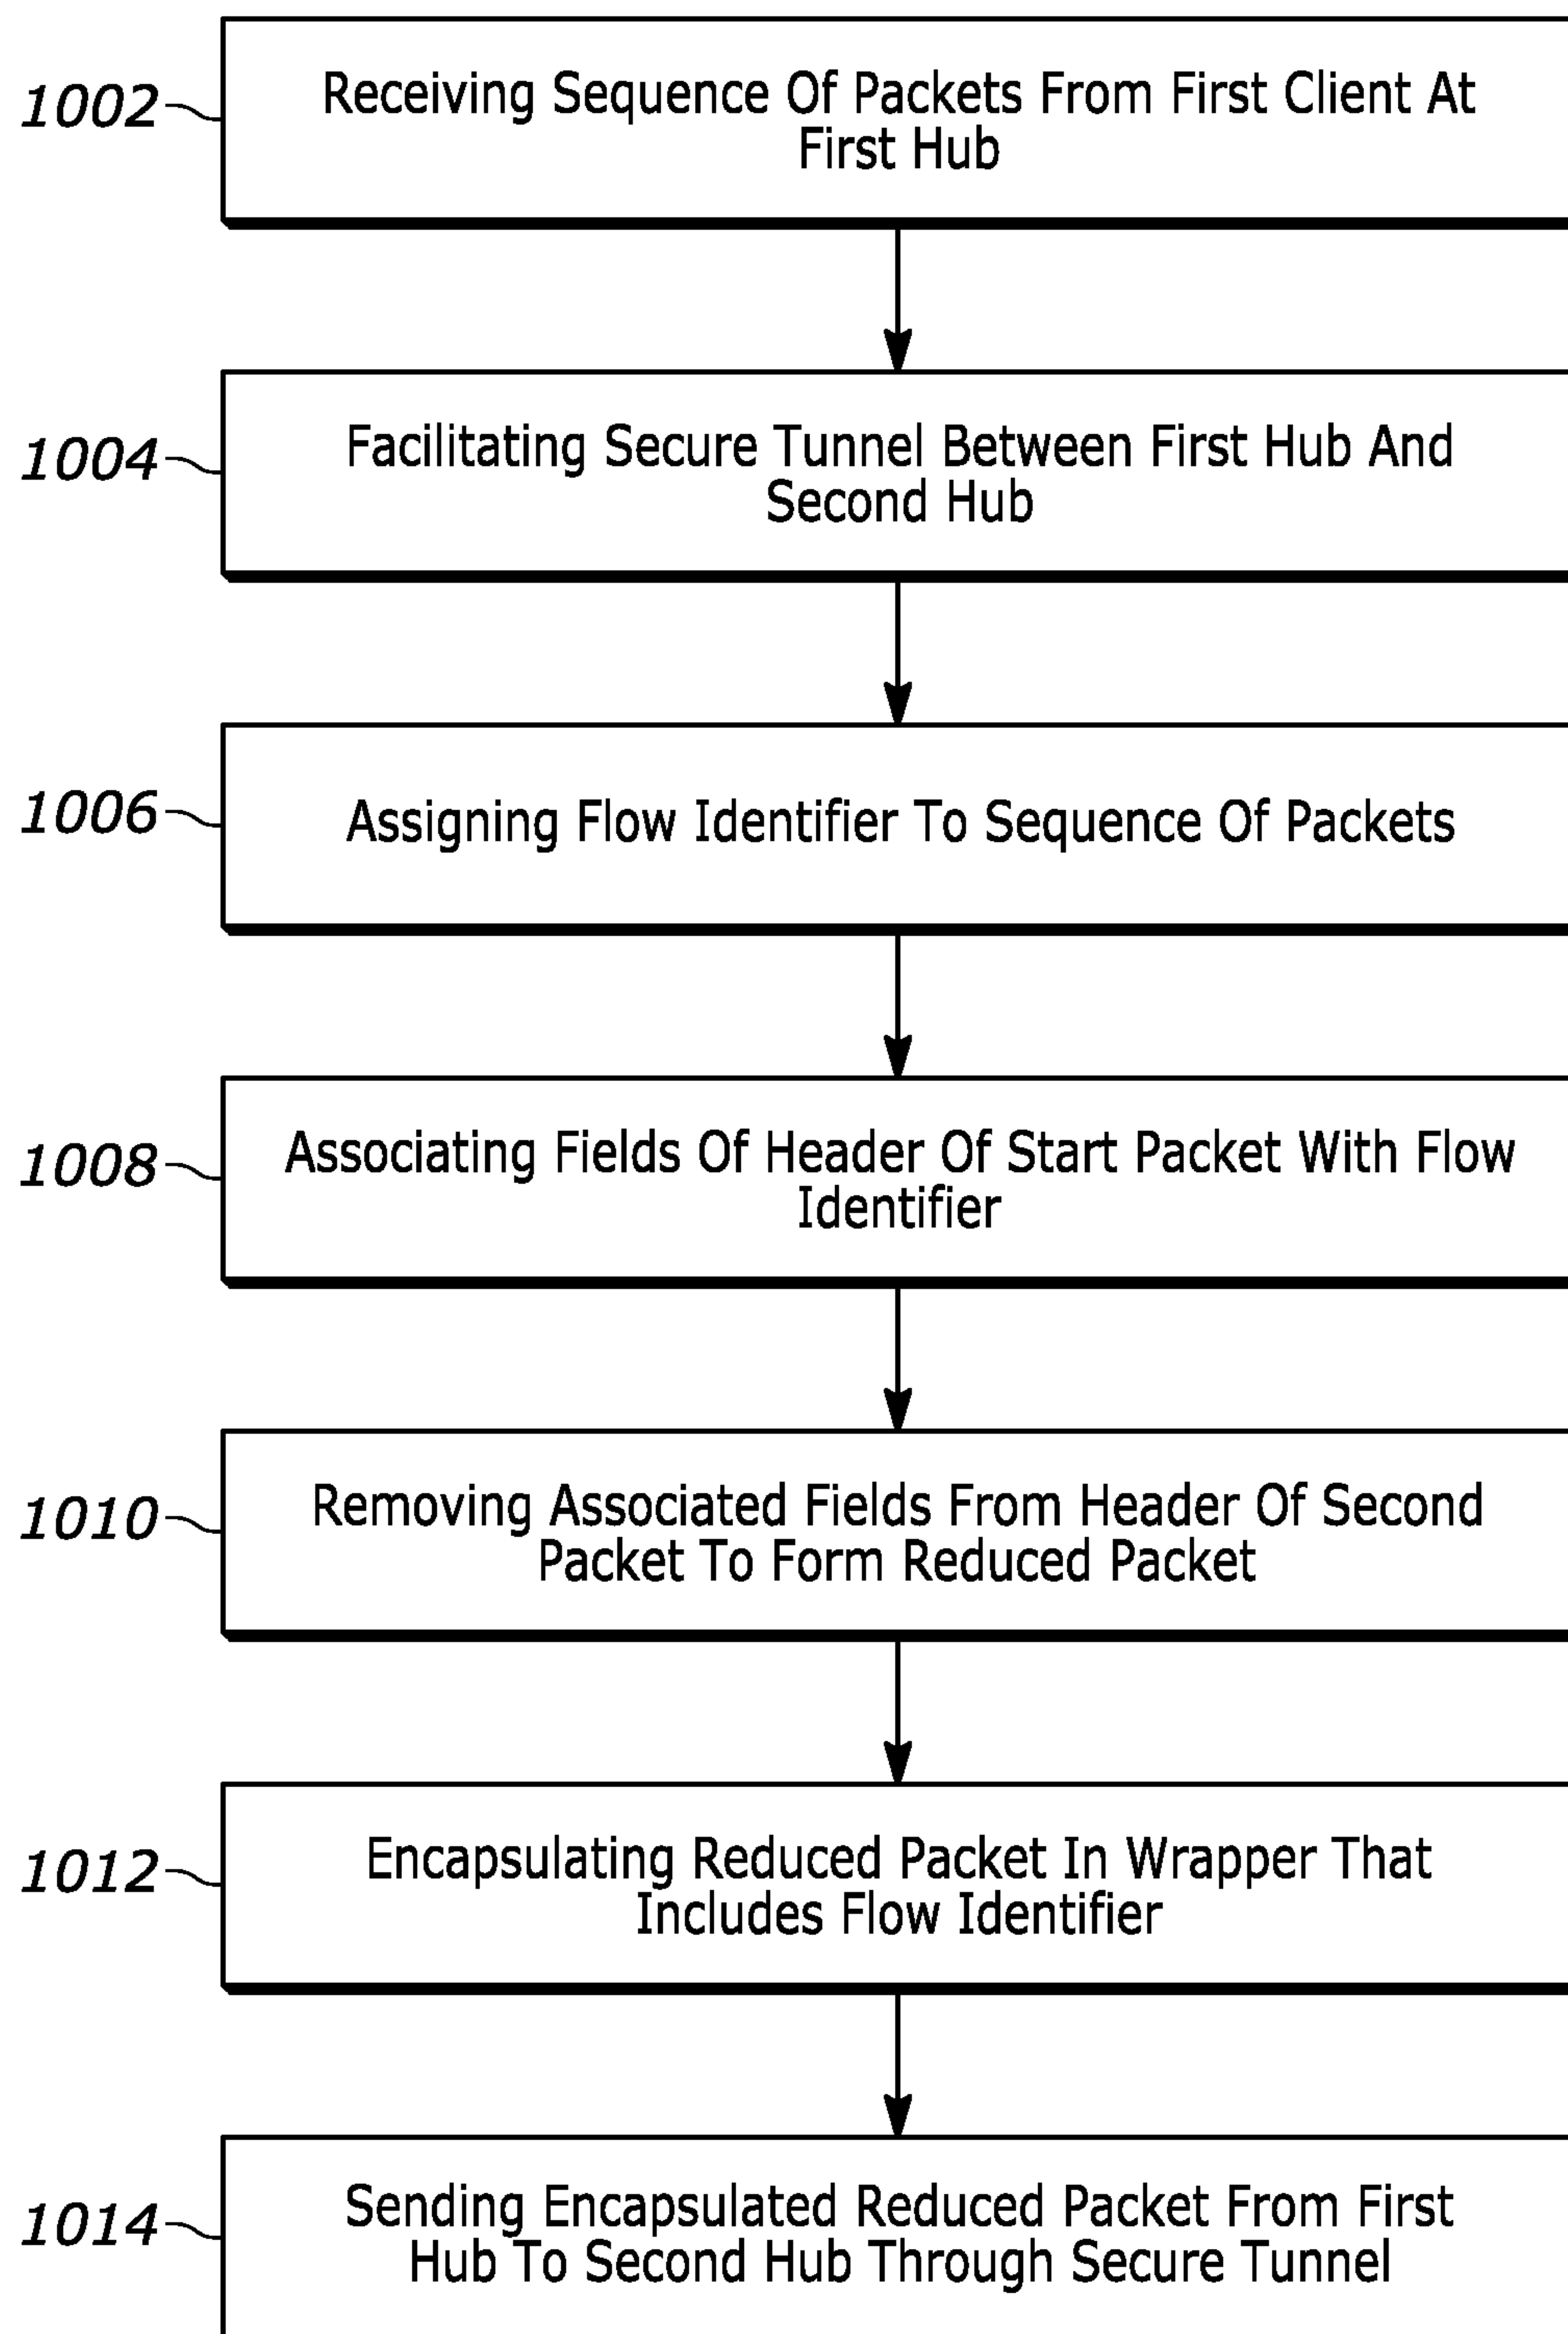 1002
Receiving Sequence Of Packets From First Client At
First Hub
1004
Facilitating Secure Tunnel Between First Hub And
Second Hub
1006
Assigning Flow Identifier To Sequence Of Packets
1008
Associating Fields Of Header Of Start Packet With Flow
Identifier
1010
Removing Associated Fields From Header Of Second
Packet To Form Reduced Packet
1012
Encapsulating Reduced Packet In Wrapper That
Includes Flow Identifier
1014
Sending Encapsulated Reduced Packet From First
Hub To Second Hub Through Secure Tunnel